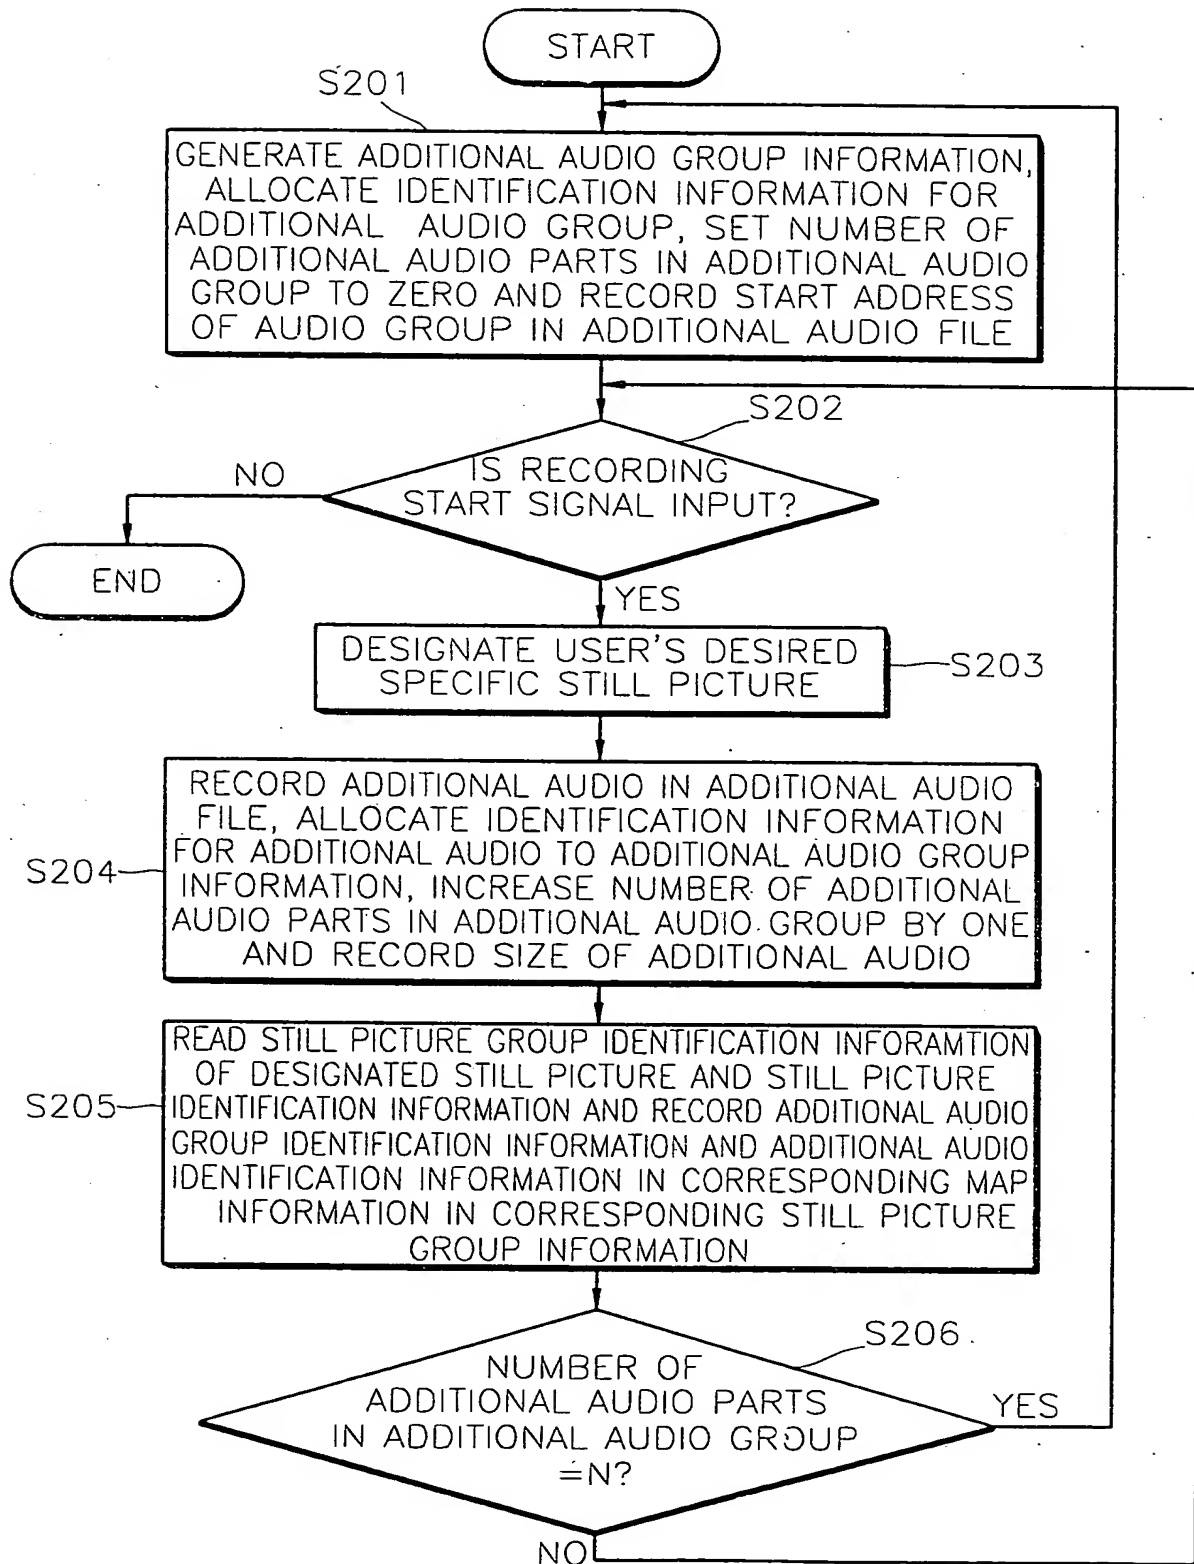 START
S201
GENERATE ADDITIONAL AUDIO GROUP INFORMATION,
ALLOCATE IDENTIFICATION INFORMATION FOR
ADDITIONAL AUDIO GROUP, SET NUMBER OF
ADDITIONAL AUDIO PARTS IN ADDITIONAL AUDIO
GROUP TO ZERO AND RECORD START ADDRESS
OF AUDIO GROUP IN ADDITIONAL AUDIO FILE
S202
IS RECORDING
START SIGNAL INPUT?
NO
END
YES
DESIGNATE USER'S DESIRED
SPECIFIC STILL PICTURE
S203
RECORD ADDITIONAL AUDIO IN ADDITIONAL AUDIO
FILE, ALLOCATE IDENTIFICATION INFORMATION
FOR ADDITIONAL AUDIO TO ADDITIONAL AUDIO GROUP
INFORMATION, INCREASE NUMBER OF ADDITIONAL
AUDIO PARTS IN ADDITIONAL AUDIO GROUP BY ONE
AND RECORD SIZE OF ADDITIONAL AUDIO
S204
READ STILL PICTURE GROUP IDENTIFICATION INFORAMTION
OF DESIGNATED STILL PICTURE AND STILL PICTURE
IDENTIFICATION INFORMATION AND RECORD ADDITIONAL AUDIO
GROUP IDENTIFICATION INFORMATION AND ADDITIONAL AUDIO
IDENTIFICATION INFORMATION IN CORRESPONDING MAP
INFORMATION IN CORRESPONDING STILL PICTURE
GROUP INFORMATION
S205
S206
NUMBER OF
ADDITIONAL AUDIO PARTS
IN ADDITIONAL AUDIO GROUP
=N?
YES
NO